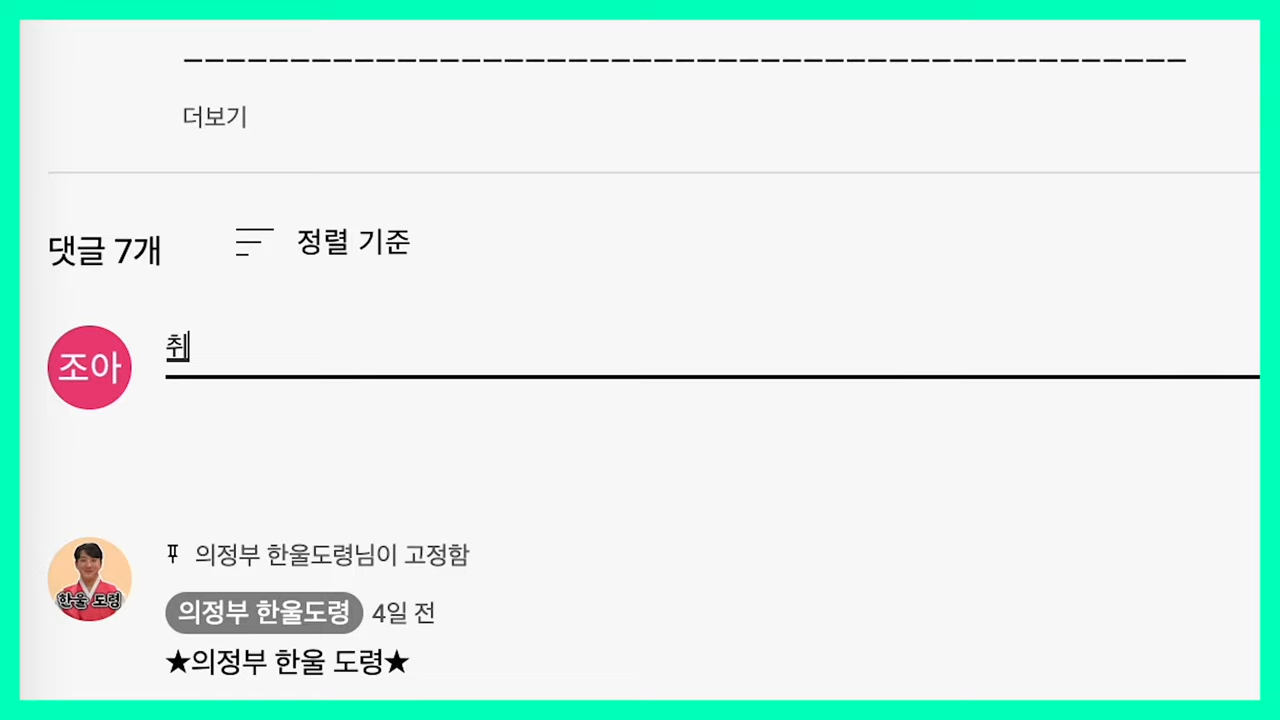 더보기
댓글 7개
정렬 기준
조아
취
한울 도령
의정부 한울도령님이 고정함
의정부 한울도령 4일 전
★의정부 한울 도령★